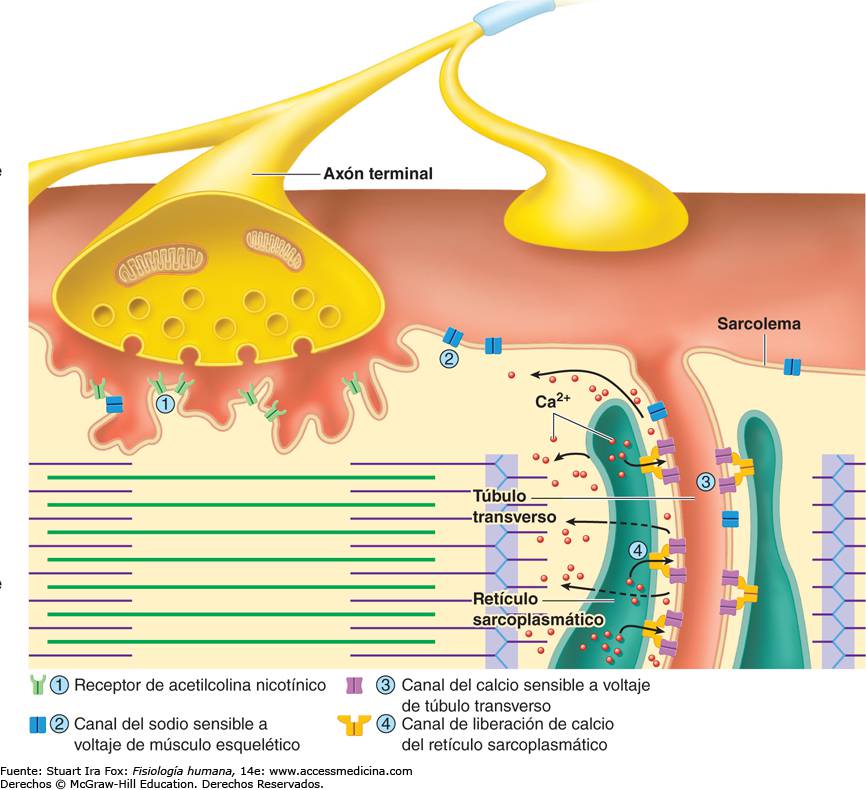 Axón terminal
Sarcolema
2
1
Ca2+
3
Túbulo
transverso
4
Retículo
sarcoplasmático
1 Receptor de acetilcolina nicotínico
2 Canal del sodio sensible a
voltaje de músculo esquelético
3 Canal del calcio sensible a voltaje
de túbulo transverso
4 Canal de liberación de calcio
del retículo sarcoplasmático
Fuente: Stuart Ira Fox: Fisiología humana, 14e: www.accessmedicina.com
Derechos © McGraw-Hill Education. Derechos Reservados.